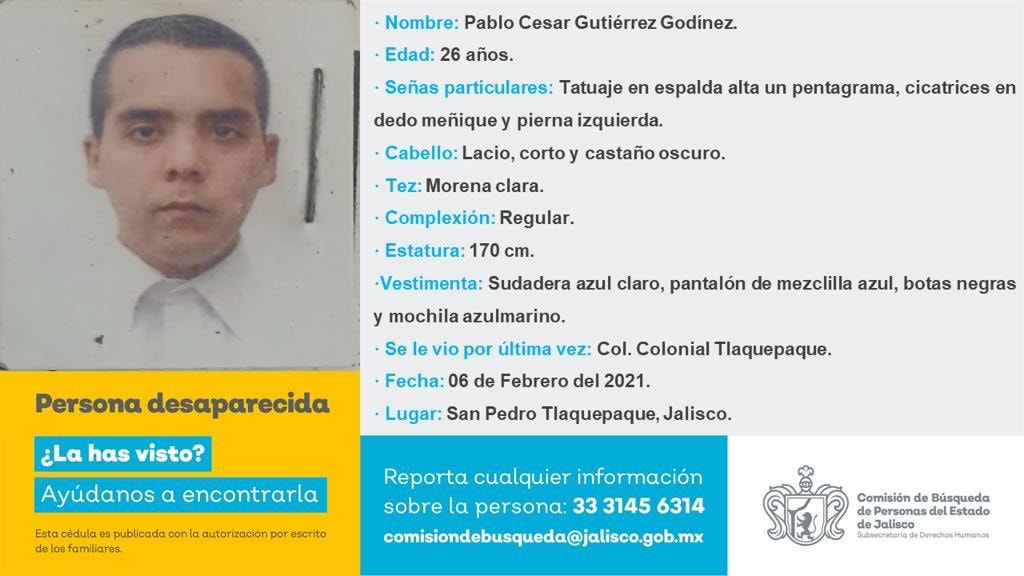 · Nombre: Pablo Cesar Gutiérrez Godínez.
· Edad: 26 años.
· Señas particulares: Tatuaje en espalda alta un pentagrama, cicatrices en
dedo meñique y pierna izquierda.
· Cabello: Lacio, corto y castaño oscuro.
· Tez: Morena clara.
· Complexión: Regular.
· Estatura: 170 cm.
·Vestimenta: Sudadera azul claro, pantalón de mezclilla azul, botas negras
y mochila azulmarino.
· Se le vio por última vez: Col. Colonial Tlaquepaque.
· Fecha: 06 de Febrero del 2021.
· Lugar: San Pedro Tlaquepaque, Jalisco.
Persona desaparecida
¿La has visto?
Ayúdanos a encontrarla
Esta cédula es publicada con la autorización por escrito
de los familiares.
Reporta cualquier información
sobre la persona: 33 3145 6314
comisiondebusqueda@jalisco.gob.mx
Comisión de Búsqueda
de Personas del Estado
de Jalisco
Subsecretaría de Derechos Humanos